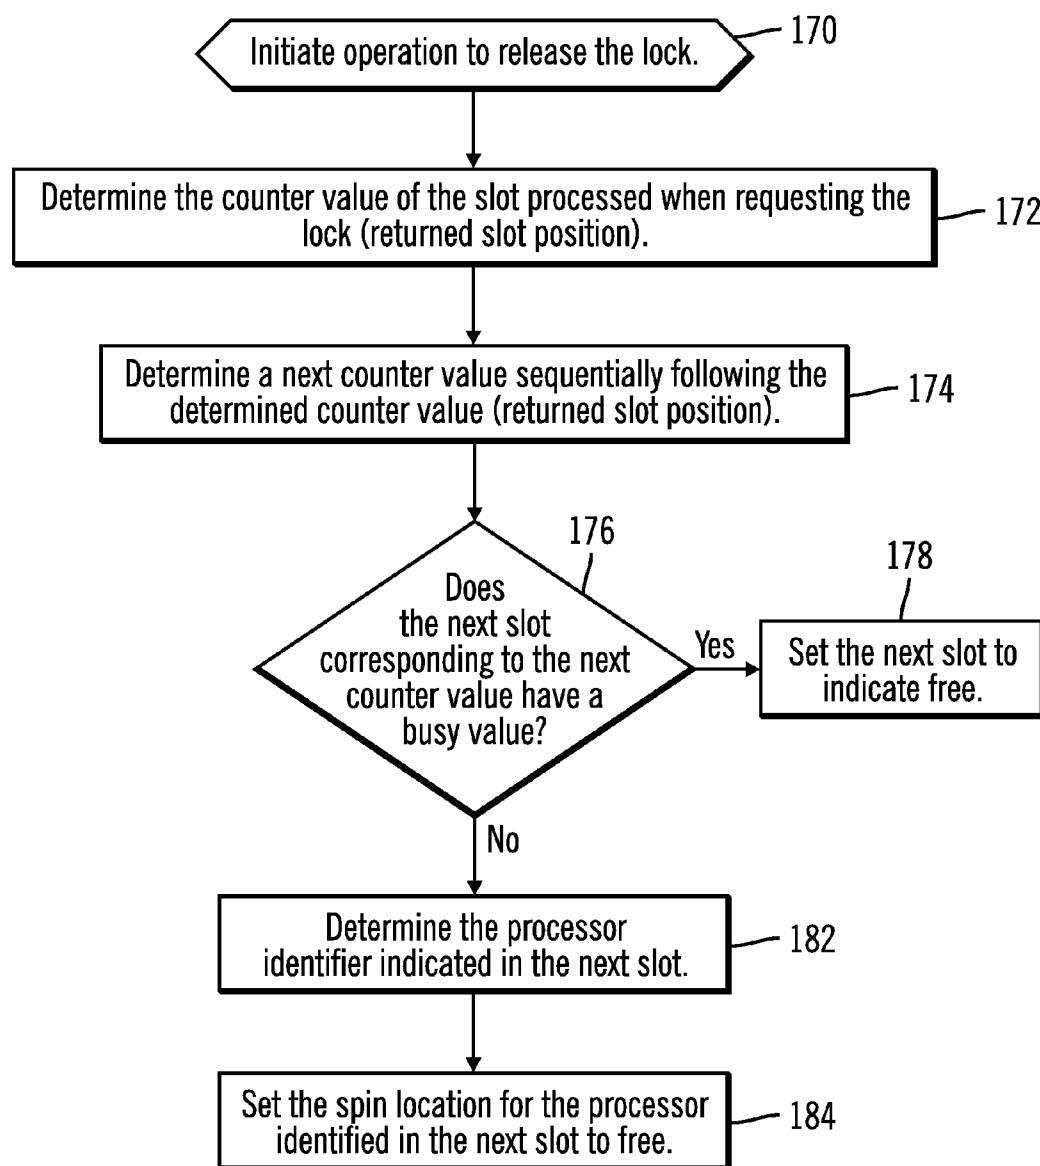 Initiate operation to release the lock.
170
Determine the counter value of the slot processed when requesting the
lock (returned slot position).
172
Determine a next counter value sequentially following the
determined counter value (returned slot position).
174
176
Does
the next slot
corresponding to the next
counter value have a
busy value?
Yes
178
Set the next slot to
indicate free.
No
Determine the processor
identifier indicated in the next slot.
182
Set the spin location for the processor
identified in the next slot to free.
184